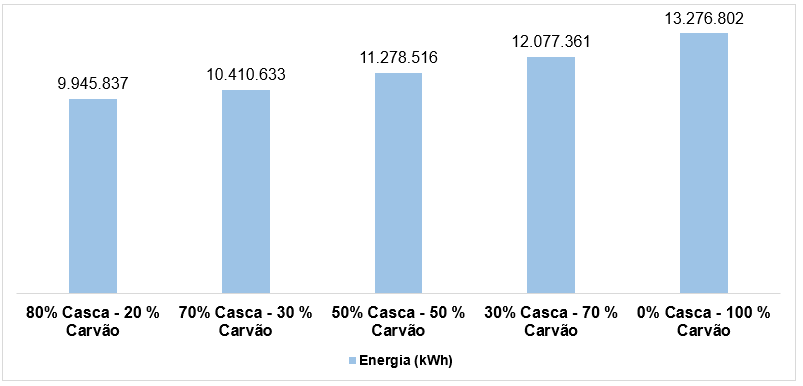 13.276.802
12.077.361
11.278.516
10.410.633
9.945.837
80% Casca - 20 % Carvão
70% Casca - 30 % Carvão
50% Casca - 50 % Carvão
30% Casca - 70 % Carvão
0% Casca - 100 % Carvão
Energia (kWh)